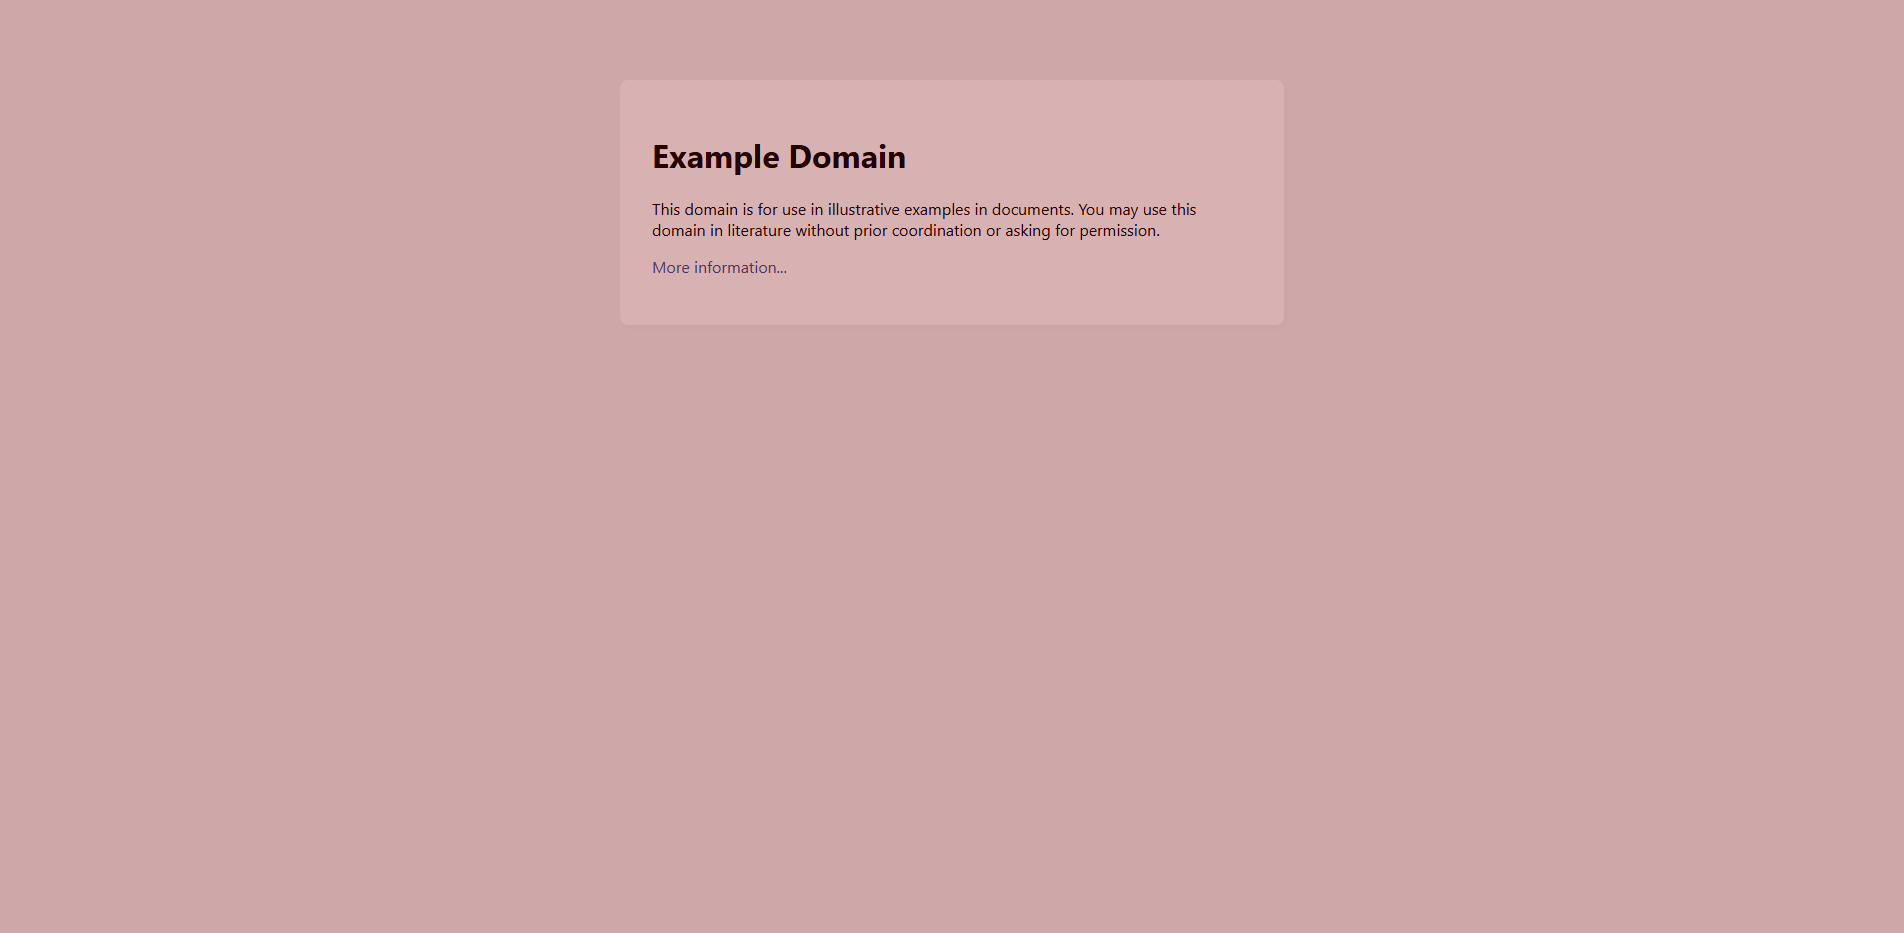 Example Domain
This domain is for use in illustrative examples in documents. You may use this
domain in literature without prior coordination or asking for permission.
More information...